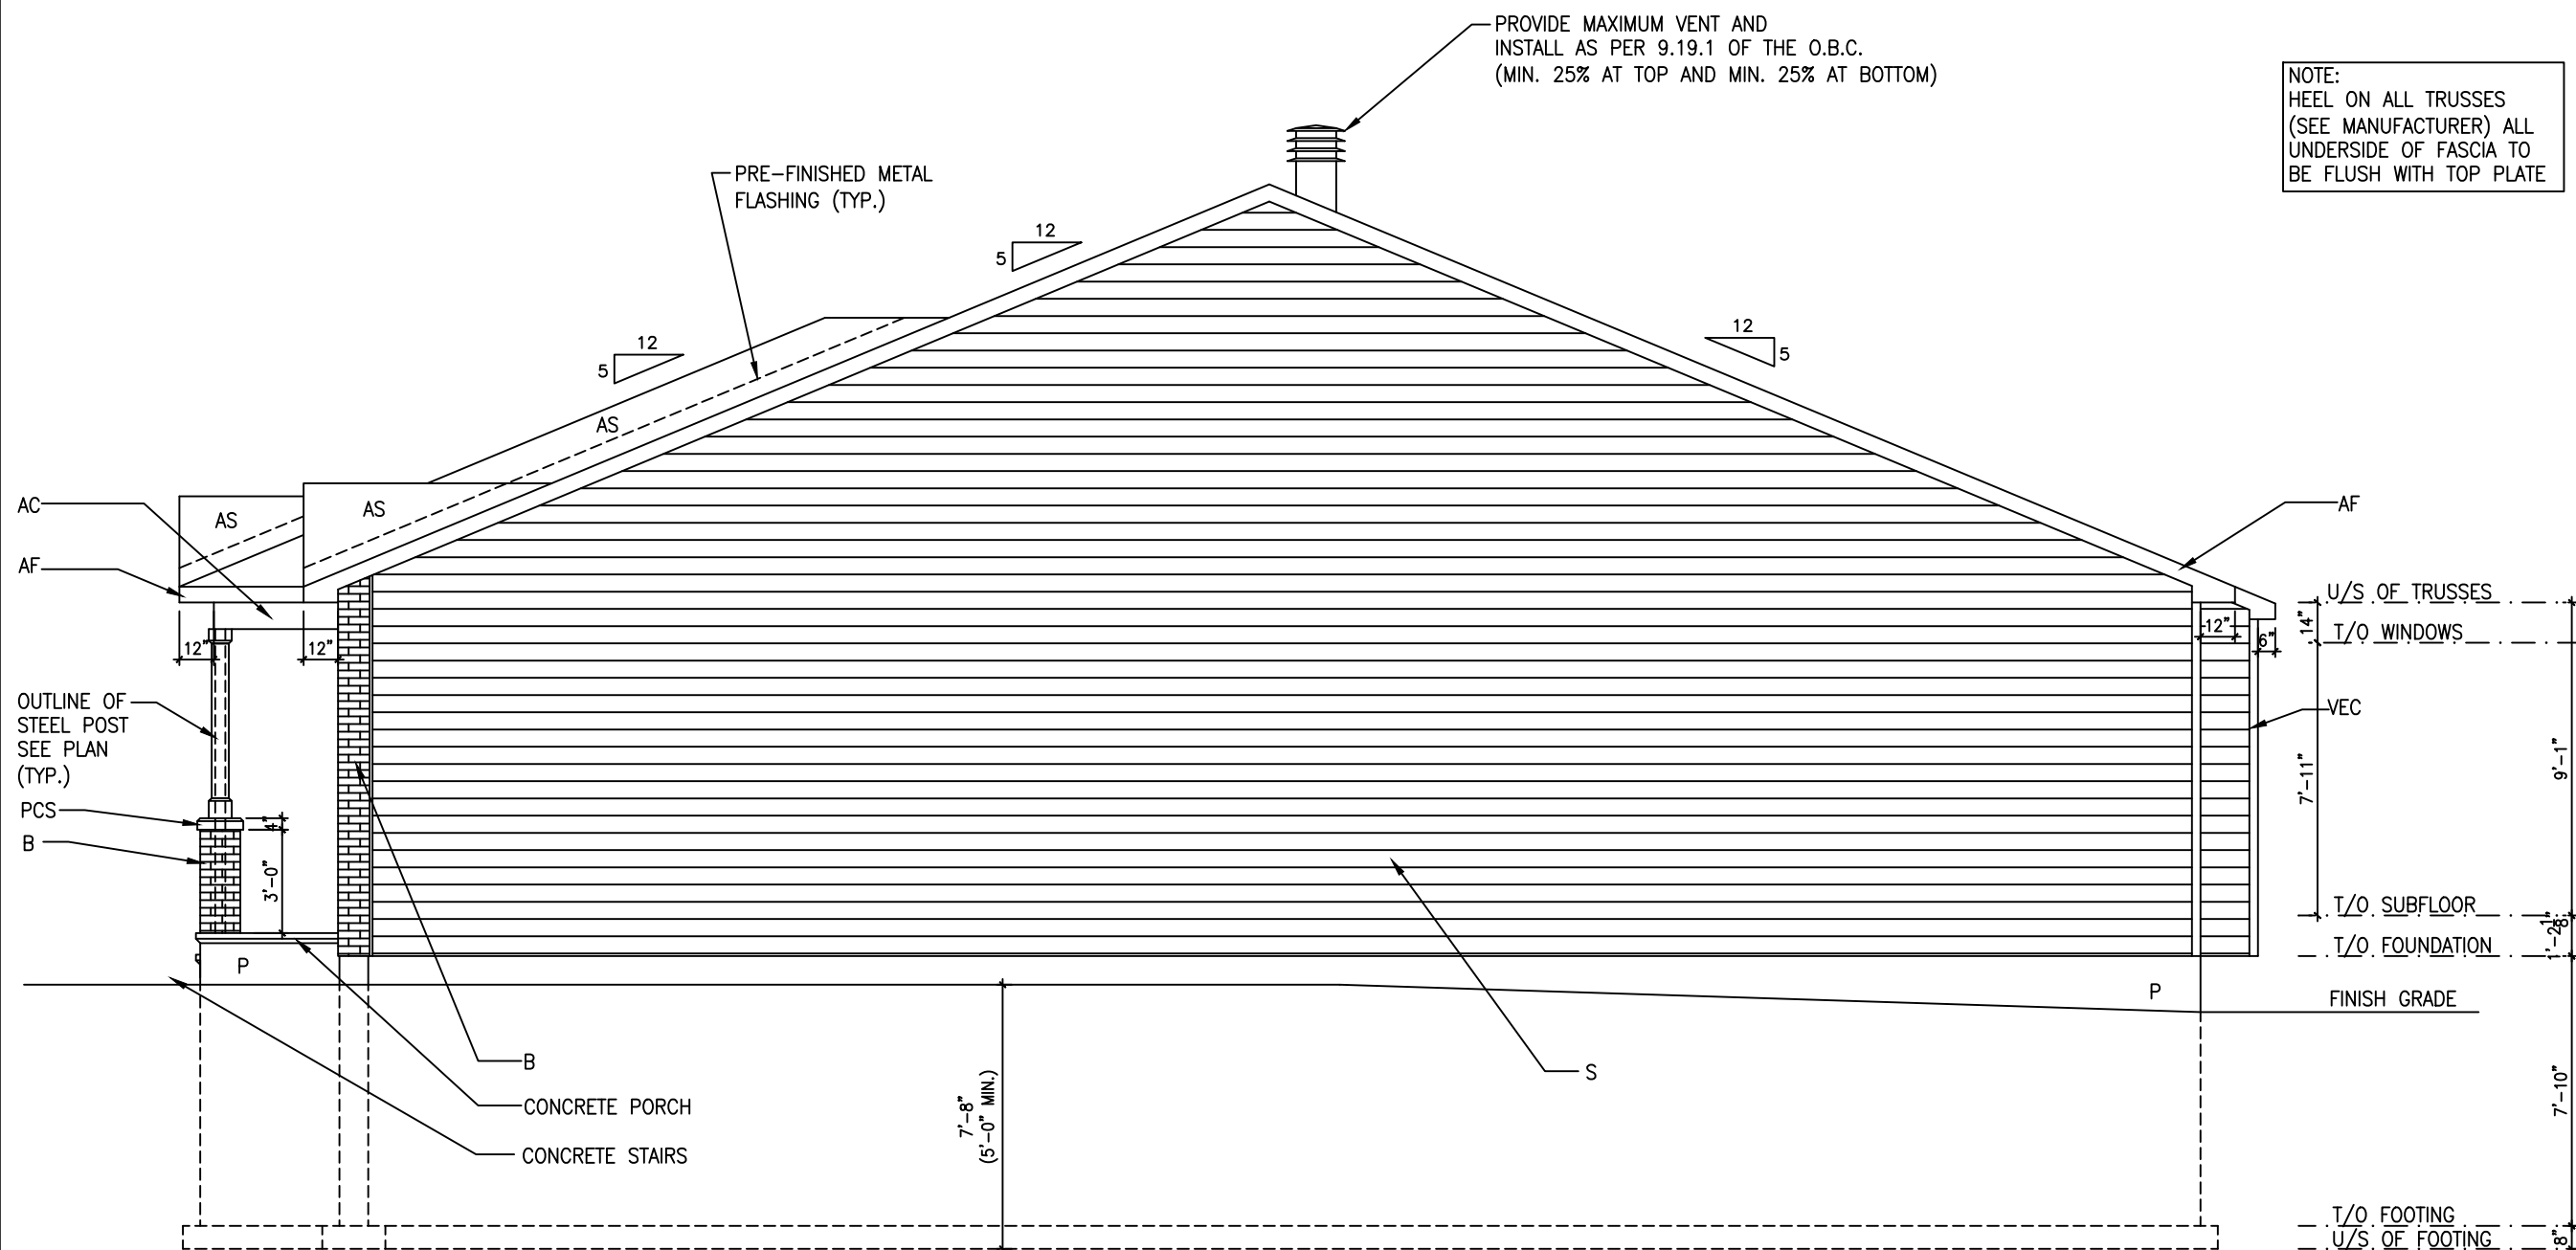 PROVIDE MAXIMUM VENT AND
INSTALL AS PER 9.19.1 OF THE O.B.C.
(MIN. 25% AT TOP AND MIN. 25% AT BOTTOM)
NOTE:
HEEL ON ALL TRUSSES
(SEE MANUFACTURER) ALL
UNDERSIDE OF FASCIA TO
BE FLUSH WITH TOP PLATE
PRE-FINISHED METAL
FLASHING (TYP.)
12
5
12
5
12
5
AS
AS
AS
AC
AF
AF
12"
12"
12"
6"
OUTLINE OF
STEEL POST
SEE PLAN
(TYP.)
PCS
B
4"
3'-0"
P
P
B
CONCRETE PORCH
CONCRETE STAIRS
7'-8"
(5'-0" MIN.)
S
VEC
U/S OF TRUSSES
14"
T/O WINDOWS
7'-11"
9'-1"
T/O SUBFLOOR
T/O FOUNDATION
FINISH GRADE
7'-10"
T/O FOOTING
U/S OF FOOTING
8"